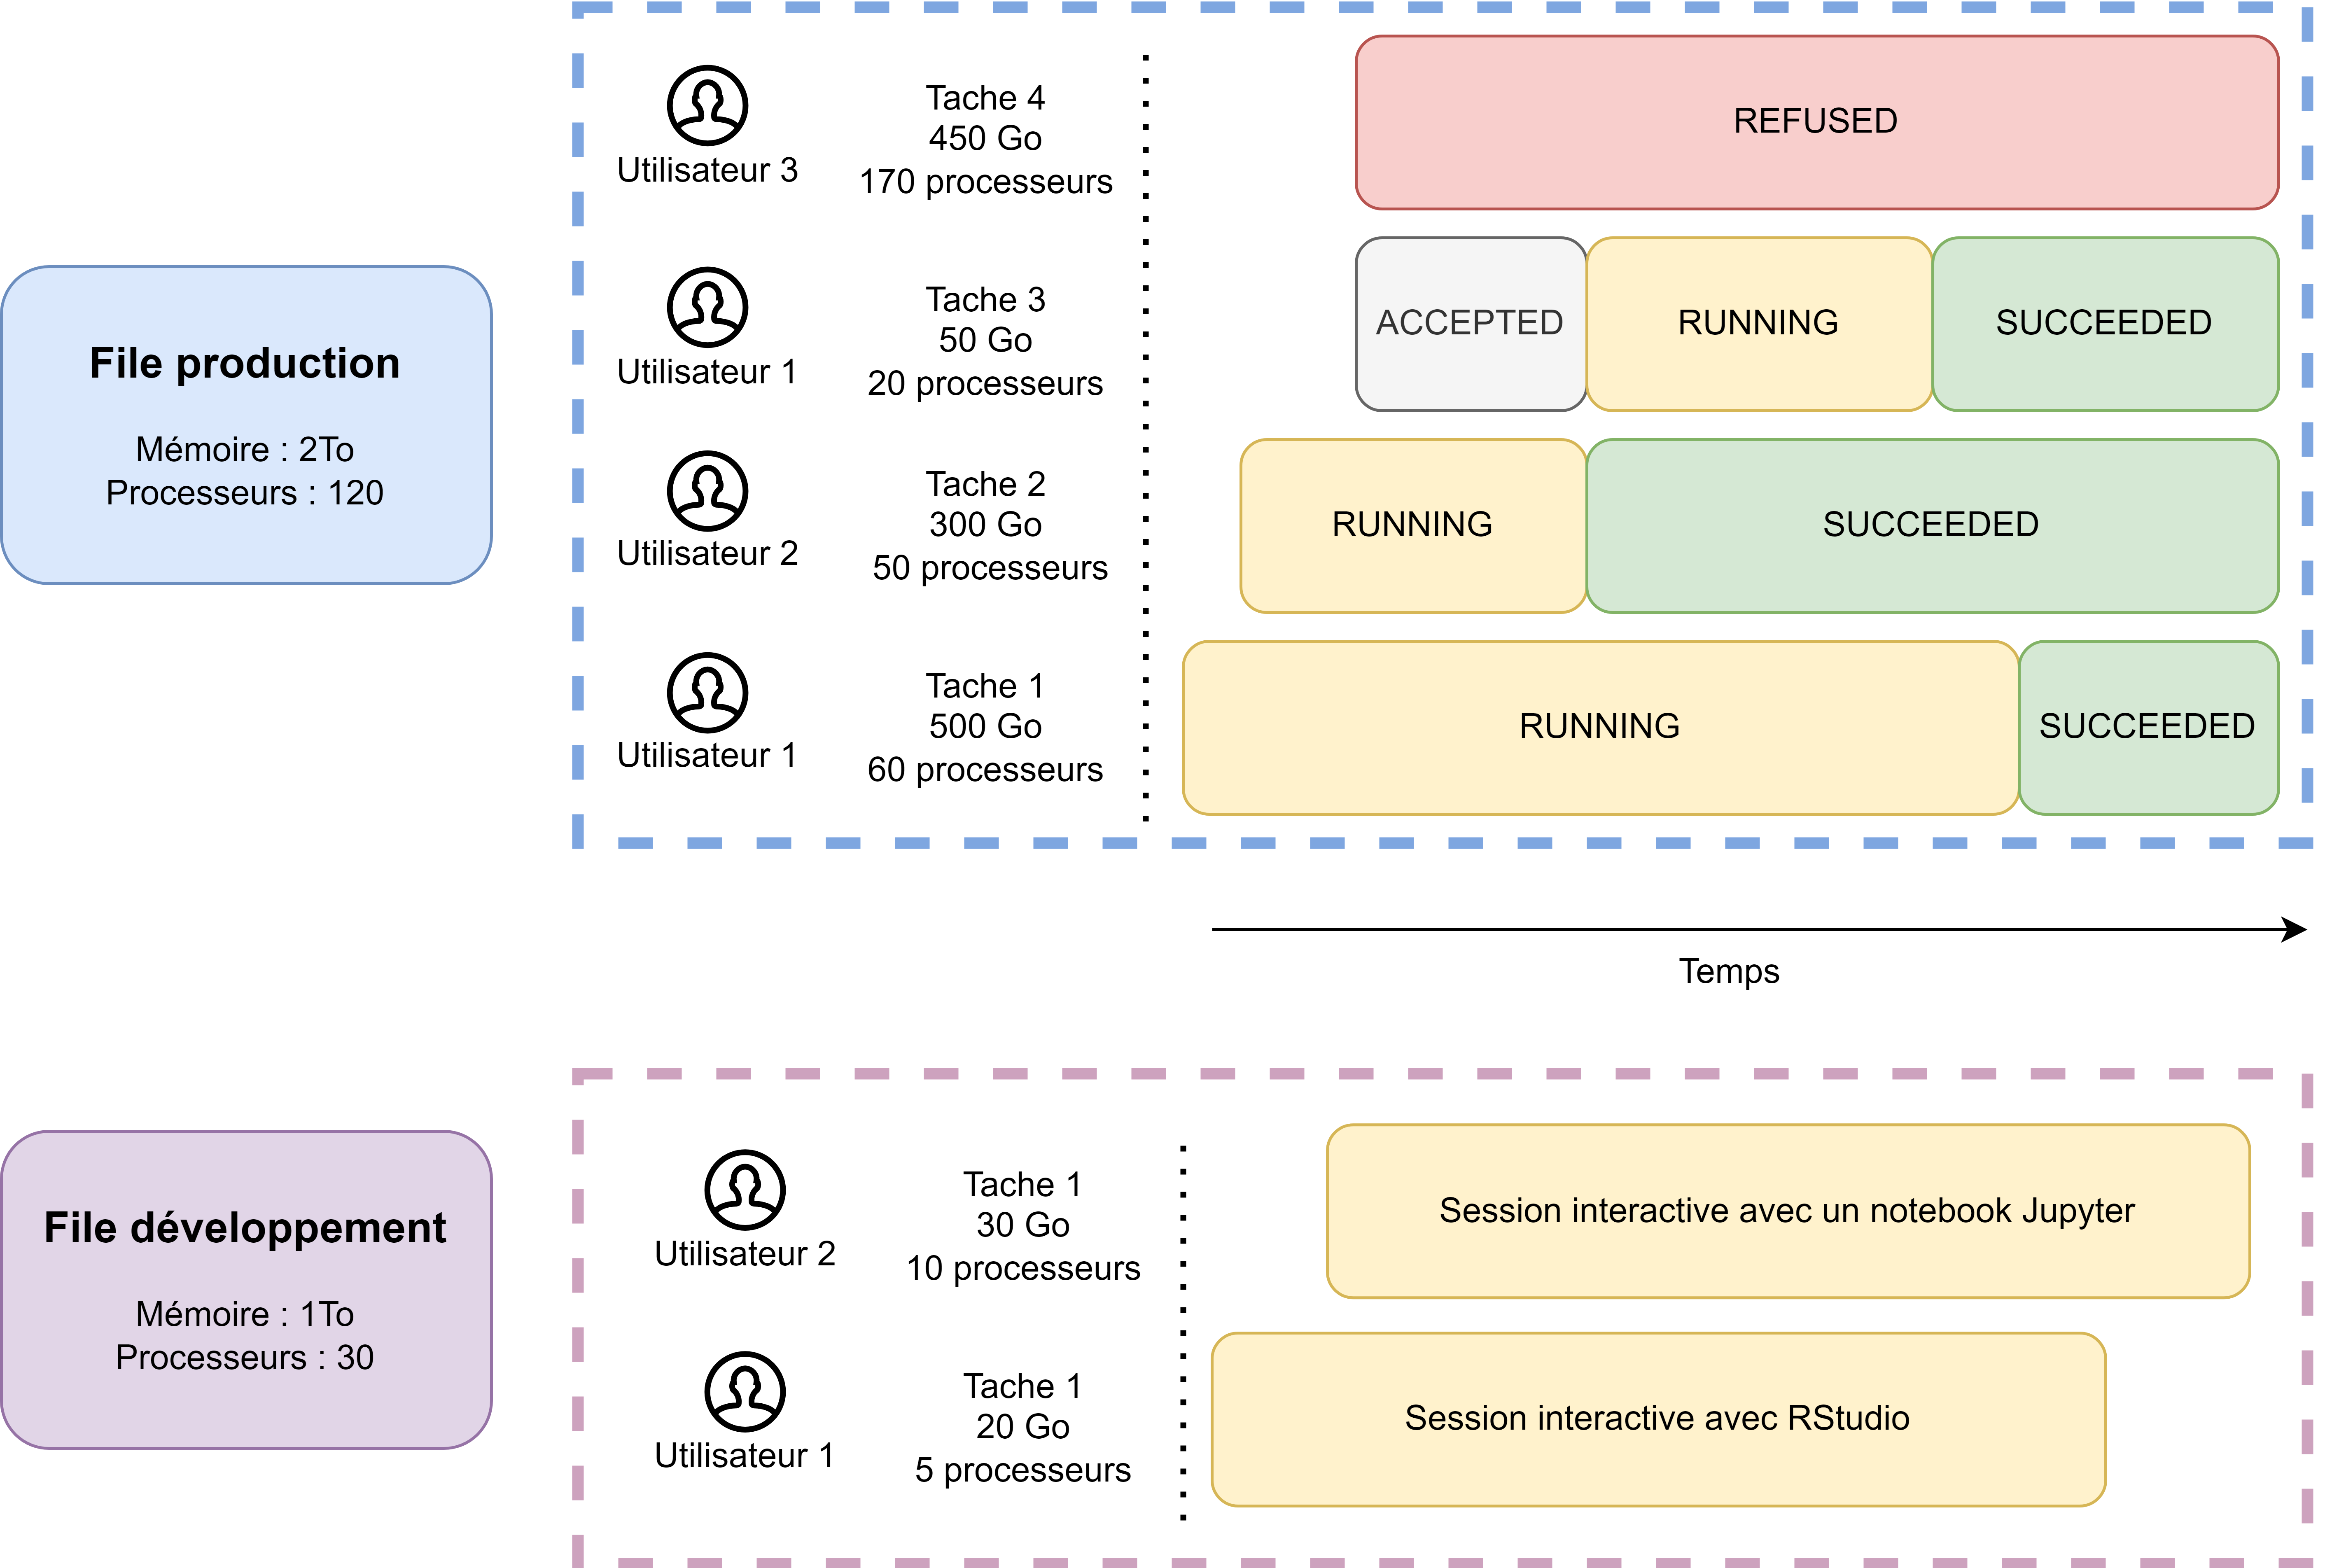 File production
Mémoire : 2To
Processeurs : 120
Utilisateur 3
Tache 4
450 Go
170 processeurs
REFUSED
Utilisateur 1
Tache 3
50 Go
20 processeurs
ACCEPTED
RUNNING
SUCCEEDED
Utilisateur 2
Tache 2
300 Go
50 processeurs
RUNNING
SUCCEEDED
Utilisateur 1
Tache 1
500 Go
60 processeurs
RUNNING
SUCCEEDED
Temps
File développement
Mémoire : 1To
Processeurs : 30
Utilisateur 2
Tache 1
30 Go
10 processeurs
Session interactive avec un notebook Jupyter
Utilisateur 1
Tache 1
20 Go
5 processeurs
Session interactive avec RStudio